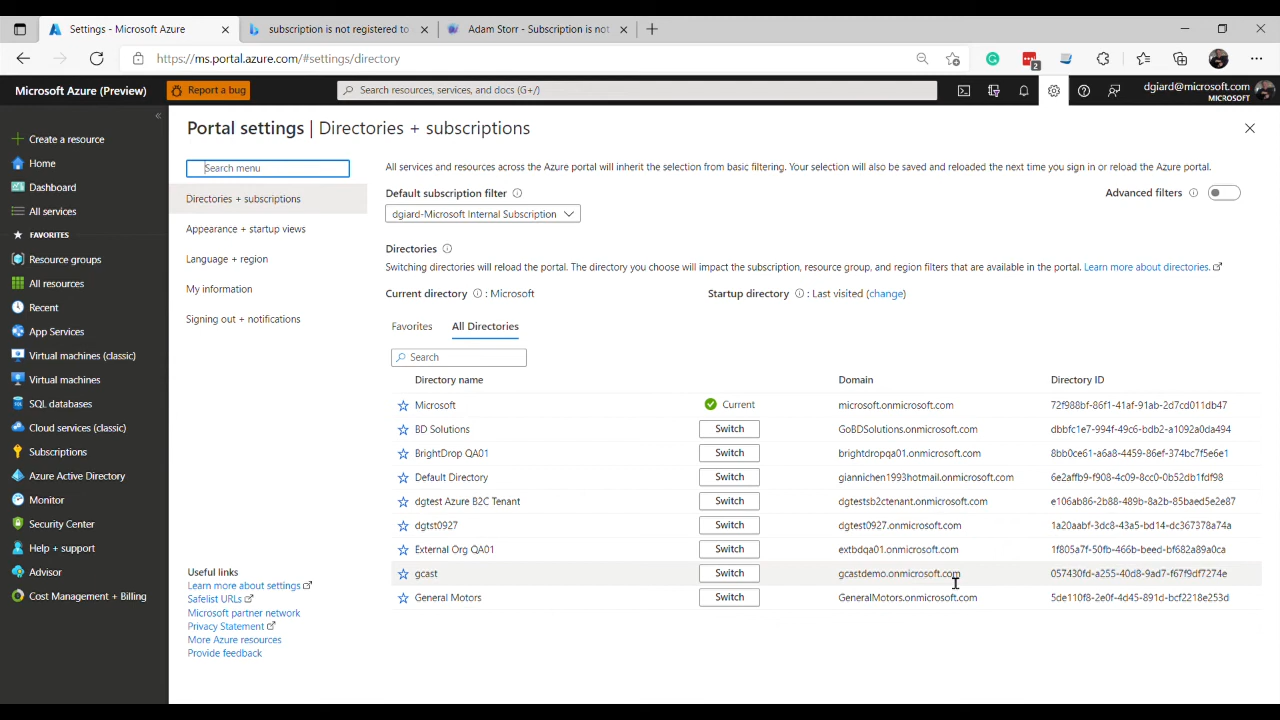 Settings - Microsoft Azure
subscription is not registered to
Adam Storr - Subscription is not
https://ms.portal.azure.com/#settings/directory
2
Microsoft Azure (Preview)
Report a bug
Search resources, services, and docs (G+/)
dgiard@microsoft.com
MICROSOFT
Create a resource
Home
Dashboard
All services
FAVORITES
Resource groups
All resources
Recent
App Services
Virtual machines (classic)
Virtual machines
SQL databases
Cloud services (classic)
Subscriptions
Azure Active Directory
Monitor
Security Center
Help + support
Advisor
Cost Management + Billing
Portal settings | Directories + subscriptions
Search menu
Directories + subscriptions
Appearance + startup views
Language + region
My information
Signing out + notifications
Useful links
Learn more about settings
Safelist URLs
Microsoft partner network
Privacy Statement
More Azure resources
Provide feedback
All services and resources across the Azure portal will inherit the selection from basic filtering. Your selection will also be saved and reloaded the next time you sign in or reload the Azure portal.
Default subscription filter
Advanced filters
dgiard-Microsoft Internal Subscription
Directories
Switching directories will reload the portal. The directory you choose will impact the subscription, resource group, and region filters that are available in the portal. Learn more about directories.
Current directory : Microsoft
Startup directory : Last visited (change)
Favorites All Directories
Search
Directory name Domain Directory ID
Microsoft Current microsoft.onmicrosoft.com 72f988bf-86f1-41af-91ab-2d7cd011db47
BD Solutions Switch GoBDSolutions.onmicrosoft.com dbbfc1e7-994f-49c6-bdb2-a1092a0da494
BrightDrop QA01 Switch brightdropqa01.onmicrosoft.com 8bb0ce61-a6a8-4459-86ef-374bc7f5e6e1
Default Directory Switch giannichen1993hotmail.onmicrosoft.com 6e2affb9-f908-4c09-8cc0-0b52db1fdf98
dgtest Azure B2C Tenant Switch dgtestsb2ctenant.onmicrosoft.com e106ab86-2b88-489b-8a2b-85baed5e2e87
dgtst0927 Switch dgtest0927.onmicrosoft.com 1a20aabf-3dc8-43a5-bd14-dc367378a74a
External Org QA01 Switch extbdqa01.onmicrosoft.com 1f805a7f-50fb-466b-beed-bf682a89a0ca
gcast Switch gcastdemo.onmicrosoft.com 057430fd-a255-40d8-9ad7-f67f9df7274e
General Motors Switch GeneralMotors.onmicrosoft.com 5de110f8-2e0f-4d45-891d-bcf2218e253d